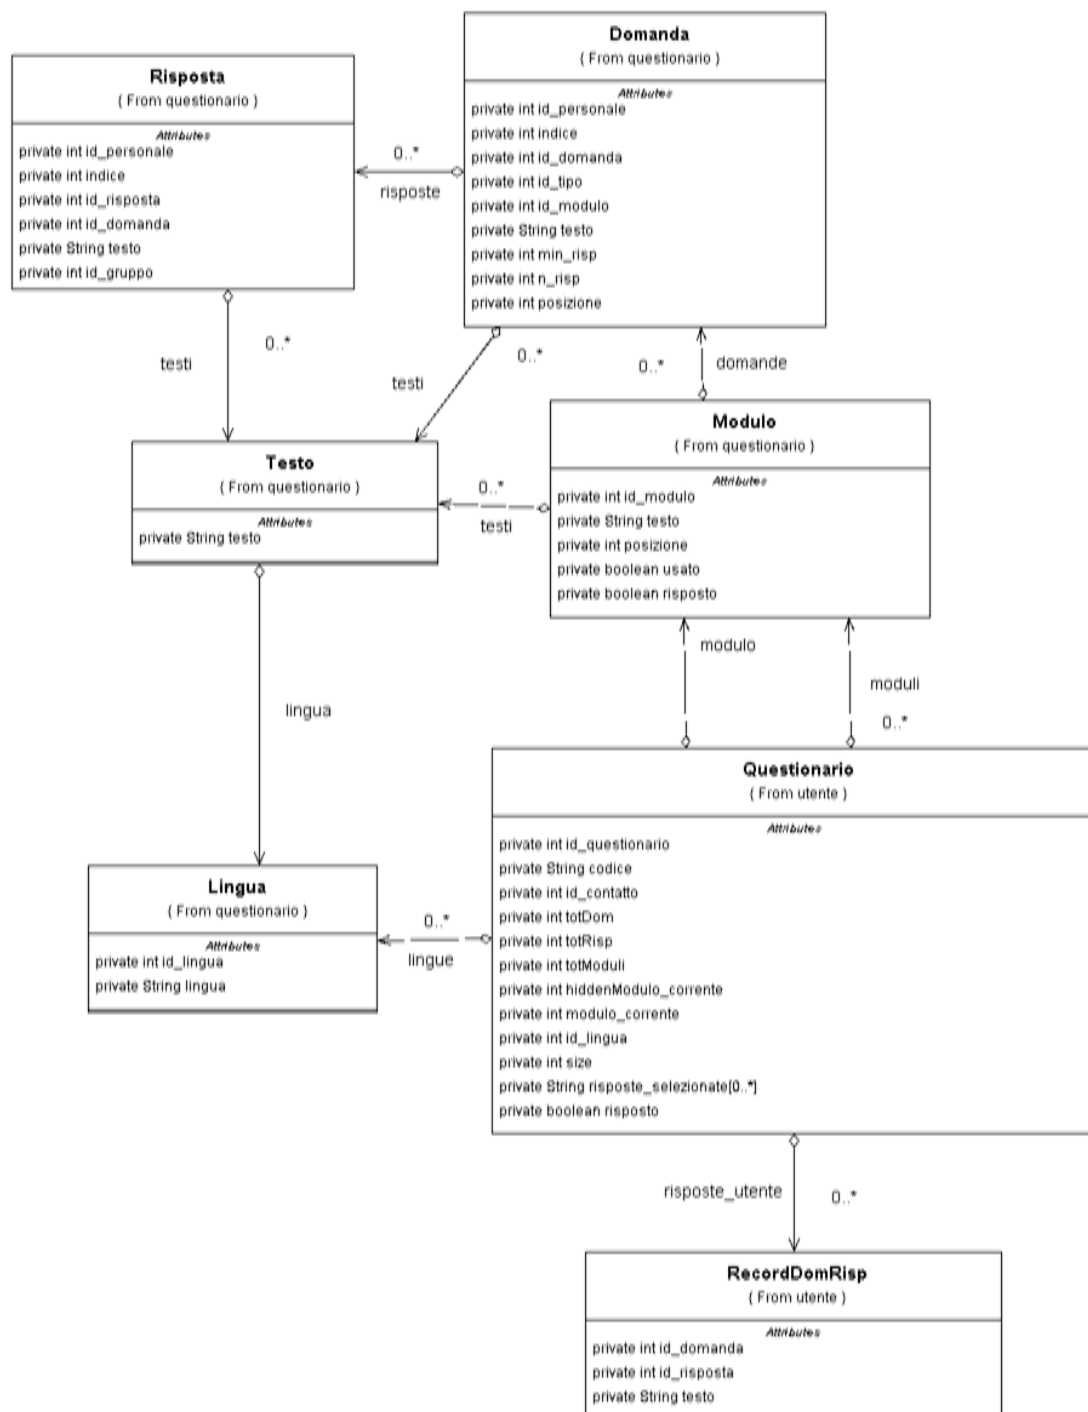 Domanda
( From questionario )
Attributes
private int id_personale
private int indice
private int id_domanda
private int id_tipo
private int id_modulo
private String testo
private int min_risp
private int n_risp
private int posizione
Risposta
( From questionario )
Attributes
private int id_personale
private int indice
private int id_risposta
private int id_domanda
private String testo
private int id_gruppo
0..*
risposte
0..*
testi
0..*
testi
0..*
domande
Modulo
( From questionario )
Attributes
private int id_modulo
private String testo
private int posizione
private boolean usato
private boolean risposto
Testo
( From questionario )
Attributes
private String testo
0..*
testi
modulo
moduli
0..*
lingua
Questionario
( From utente )
Attributes
private int id_questionario
private String codice
private int id_contatto
private int totDom
private int totRisp
private int totModuli
private int hiddenModulo_corrente
private int modulo_corrente
private int id_lingua
private int size
private String risposte_selezionate[0..*]
private boolean risposto
Lingua
( From questionario )
Attributes
private int id_lingua
private String lingua
0..*
lingue
risposte_utente
0..*
RecordDomRisp
( From utente )
Attributes
private int id_domanda
private int id_risposta
private String testo